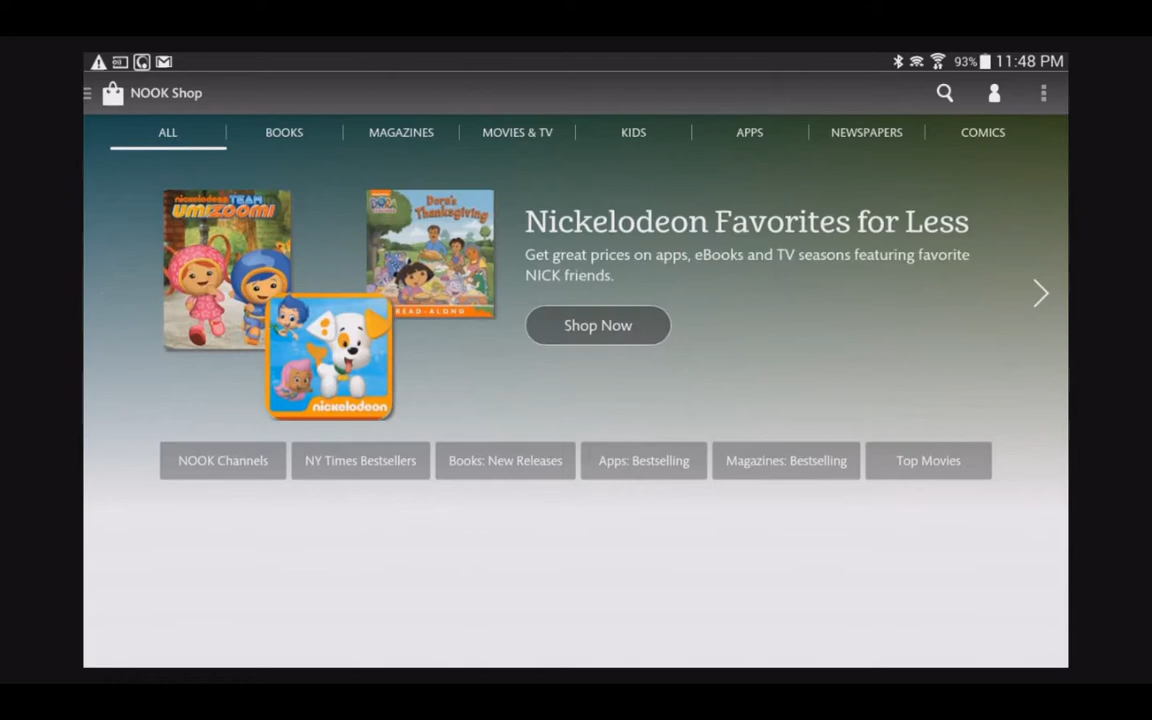 93% 11:48 PM
NOOK Shop
ALL BOOKS MAGAZINES MOVIES & TV KIDS APPS NEWSPAPERS COMICS
nickelodeon TEAM
UMIZOOMI
DORA
Dora's
Thanksgiving
READ-ALONG
nickelodeon
Nickelodeon Favorites for Less
Get great prices on apps, eBooks and TV seasons featuring favorite
NICK friends.
Shop Now
NOOK Channels NY Times Bestsellers Books: New Releases Apps: Bestselling Magazines: Bestselling Top Movies